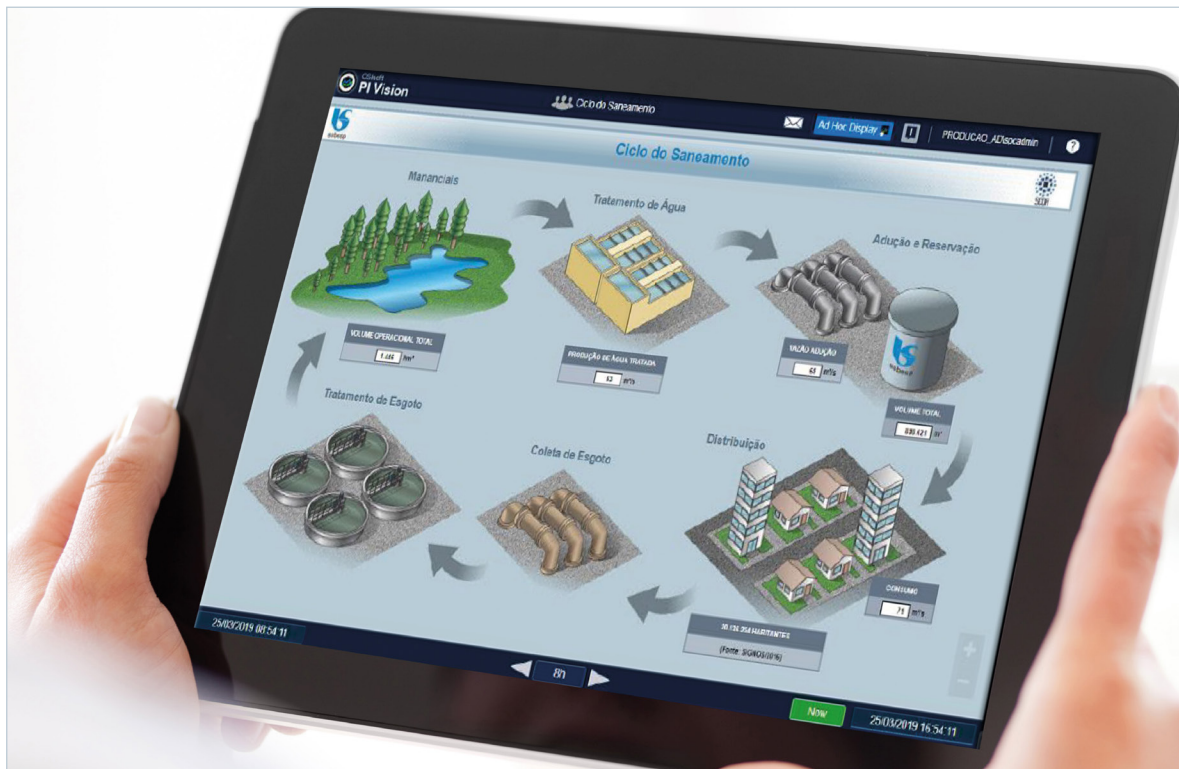 OSIsoft
PI Vision
Ciclo do Saneamento
Ad Hoc Display
PRODUCAO_AD\socadmin
?
sabesp
Ciclo do Saneamento
SCOA
Mananciais
Tratamento de Água
Adução e Reservação
VOLUME OPERACIONAL TOTAL
hm³
PRODUÇÃO DE ÁGUA TRATADA
m³/s
VAZÃO ADUÇÃO
m³/s
sabesp
VOLUME TOTAL
m³
Tratamento de Esgoto
Coleta de Esgoto
Distribuição
CONSUMO
m³/s
HABITANTES
25/03/2019 08:54:11
8h
Now
25/03/2019 16:54:11